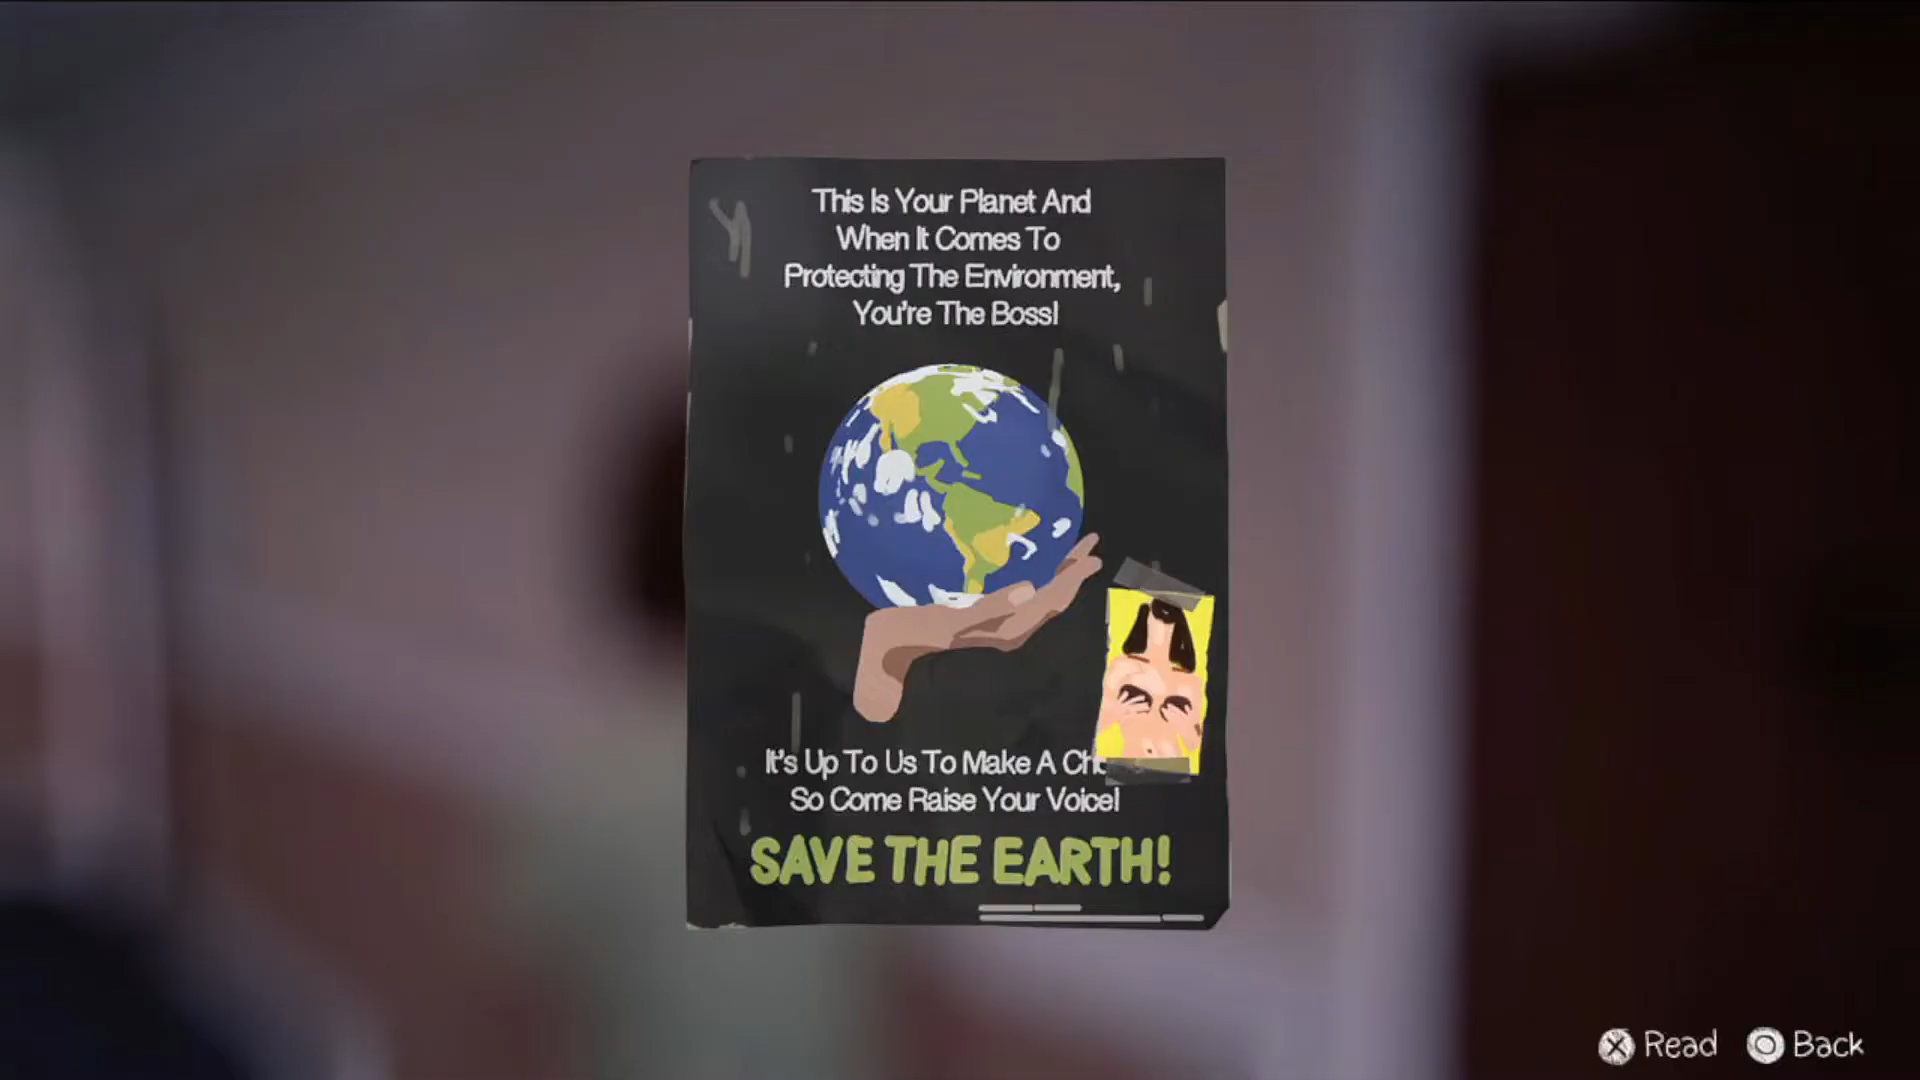 This Is Your Planet And
When It Comes To
Protecting The Environment,
You're The Boss!
It's Up To Us To Make A Ch
So Come Raise Your Voice!
SAVE THE EARTH!
Read Back